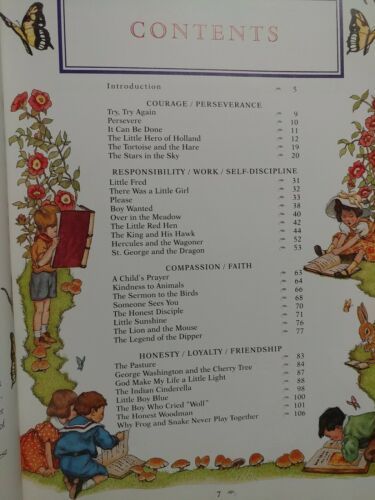 CONTENTS
Introduction 5
COURAGE / PERSEVERANCE
Try, Try Again 9
Persevere 10
It Can Be Done 11
The Little Hero of Holland 12
The Tortoise and the Hare 19
The Stars in the Sky 20
RESPONSIBILITY / WORK / SELF-DISCIPLINE
Little Fred 31
There Was a Little Girl 32
Please 33
Boy Wanted 38
Over in the Meadow 40
The Little Red Hen 42
The King and His Hawk 44
Hercules and the Wagoner 52
St. George and the Dragon 53
COMPASSION / FAITH
A Child's Prayer 63
Kindness to Animals 64
The Sermon to the Birds 66
Someone Sees You 68
The Honest Disciple 70
Little Sunshine 71
The Lion and the Mouse 76
The Legend of the Dipper 77
HONESTY / LOYALTY / FRIENDSHIP
The Pasture 83
George Washington and the Cherry Tree 84
God Make My Life a Little Light 87
The Indian Cinderella 88
Little Boy Blue 98
The Boy Who Cried "Wolf" 100
The Honest Woodman 101
Why Frog and Snake Never Play Together 106
7